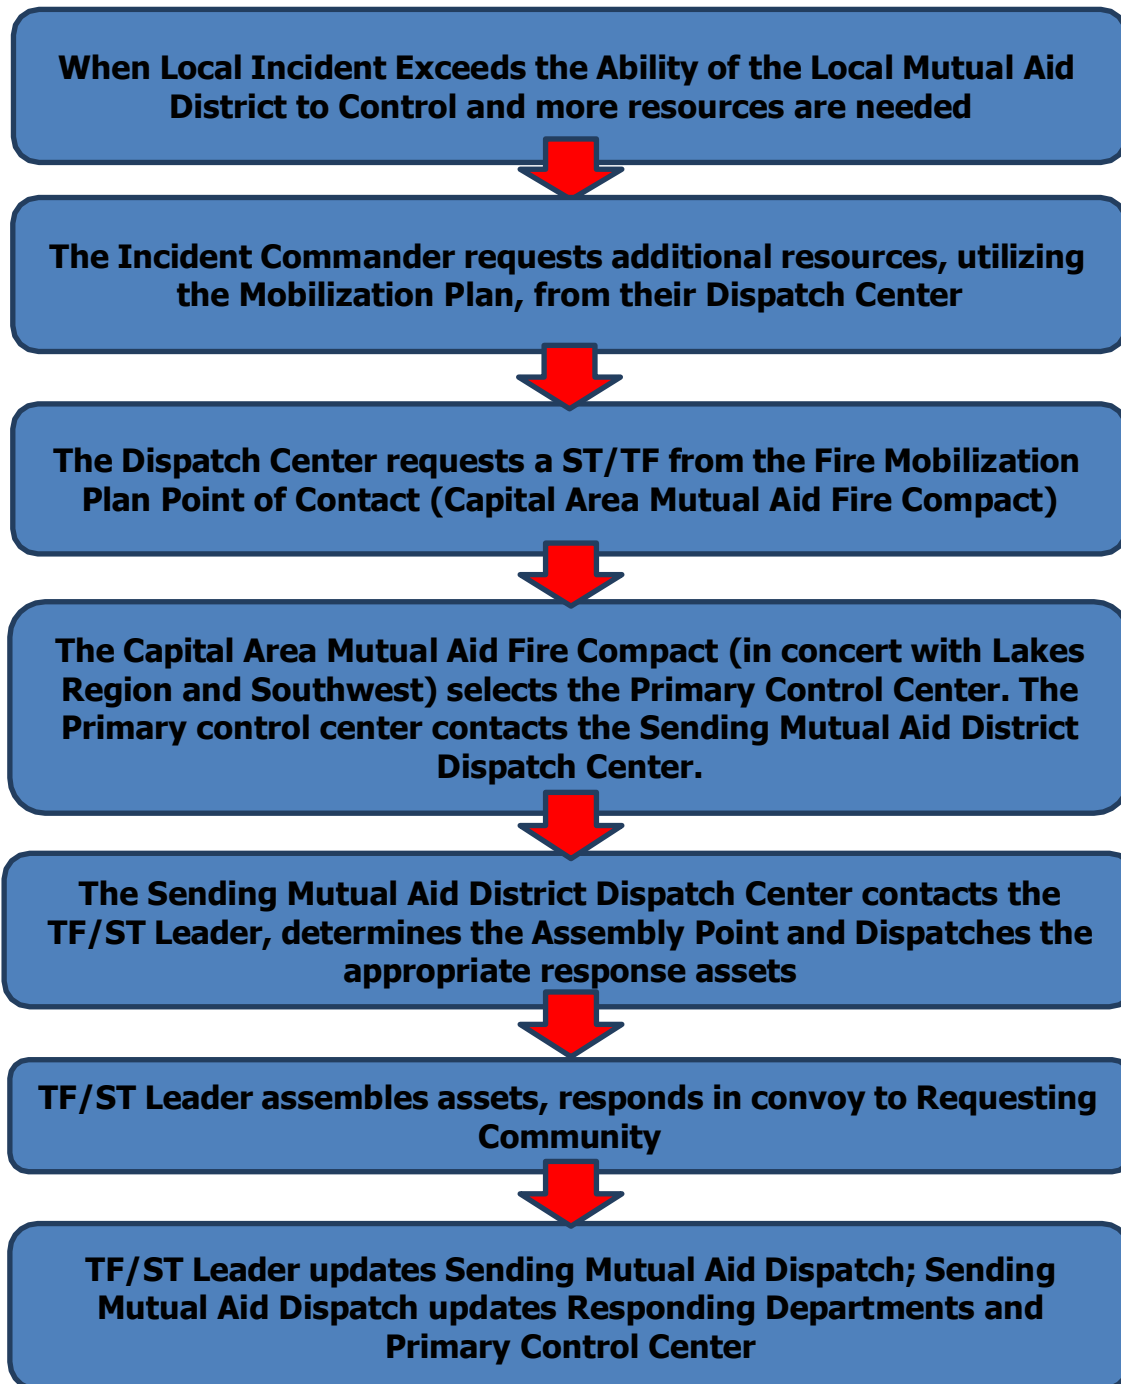 When Local Incident Exceeds the Ability of the Local Mutual Aid
District to Control and more resources are needed
The Incident Commander requests additional resources, utilizing
the Mobilization Plan, from their Dispatch Center
The Dispatch Center requests a ST/TF from the Fire Mobilization
Plan Point of Contact (Capital Area Mutual Aid Fire Compact)
The Capital Area Mutual Aid Fire Compact (in concert with Lakes
Region and Southwest) selects the Primary Control Center. The
Primary control center contacts the Sending Mutual Aid District
Dispatch Center.
The Sending Mutual Aid District Dispatch Center contacts the
TF/ST Leader, determines the Assembly Point and Dispatches the
appropriate response assets
TF/ST Leader assembles assets, responds in convoy to Requesting
Community
TF/ST Leader updates Sending Mutual Aid Dispatch; Sending
Mutual Aid Dispatch updates Responding Departments and
Primary Control Center